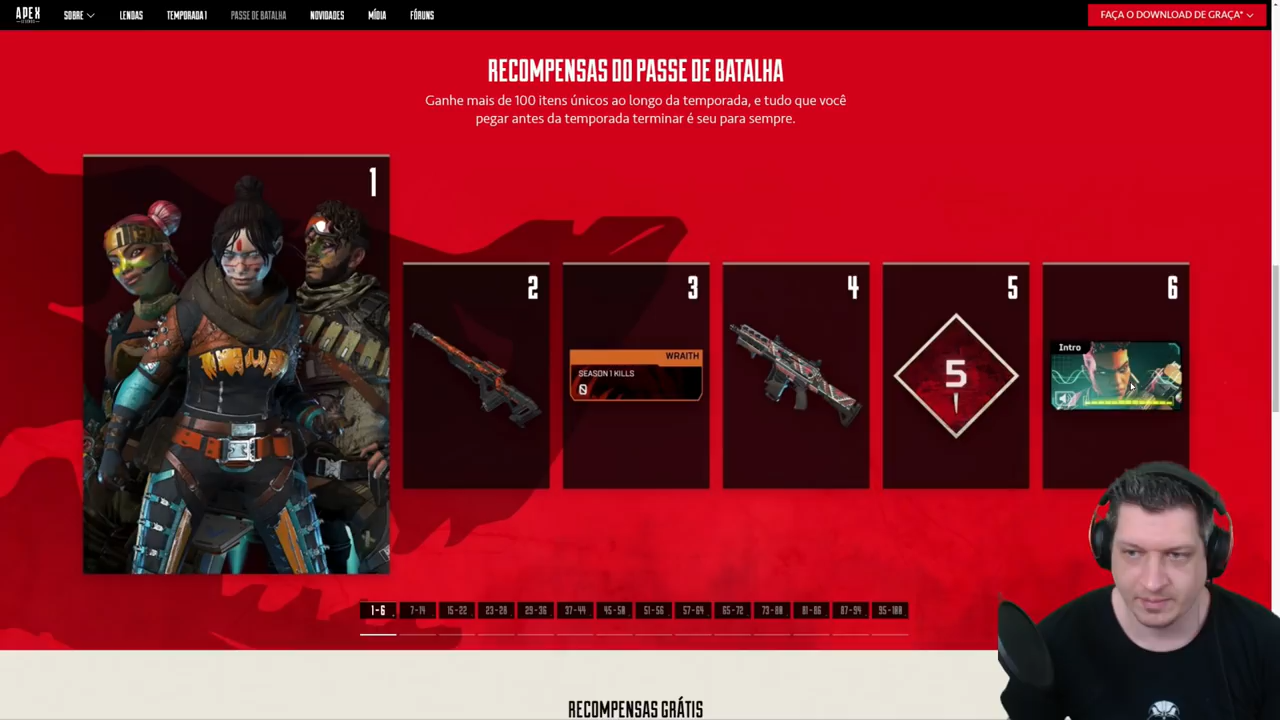 APEX
SOBRE
LENDAS
TEMPORADA 1
PASSE DE BATALHA
NOVIDADES
MÍDIA
FÓRUNS
FAÇA O DOWNLOAD DE GRAÇA*
RECOMPENSAS DO PASSE DE BATALHA
Ganhe mais de 100 itens únicos ao longo da temporada, e tudo que você
pegar antes da temporada terminar é seu para sempre.
1
2
3
WRAITH
SEASON 1 KILLS
0
4
5
5
6
Intro
1-6
7-14
15-22
23-28
29-36
37-44
45-50
51-56
57-64
65-72
73-80
81-86
87-94
95-100
RECOMPENSAS GRÁTIS